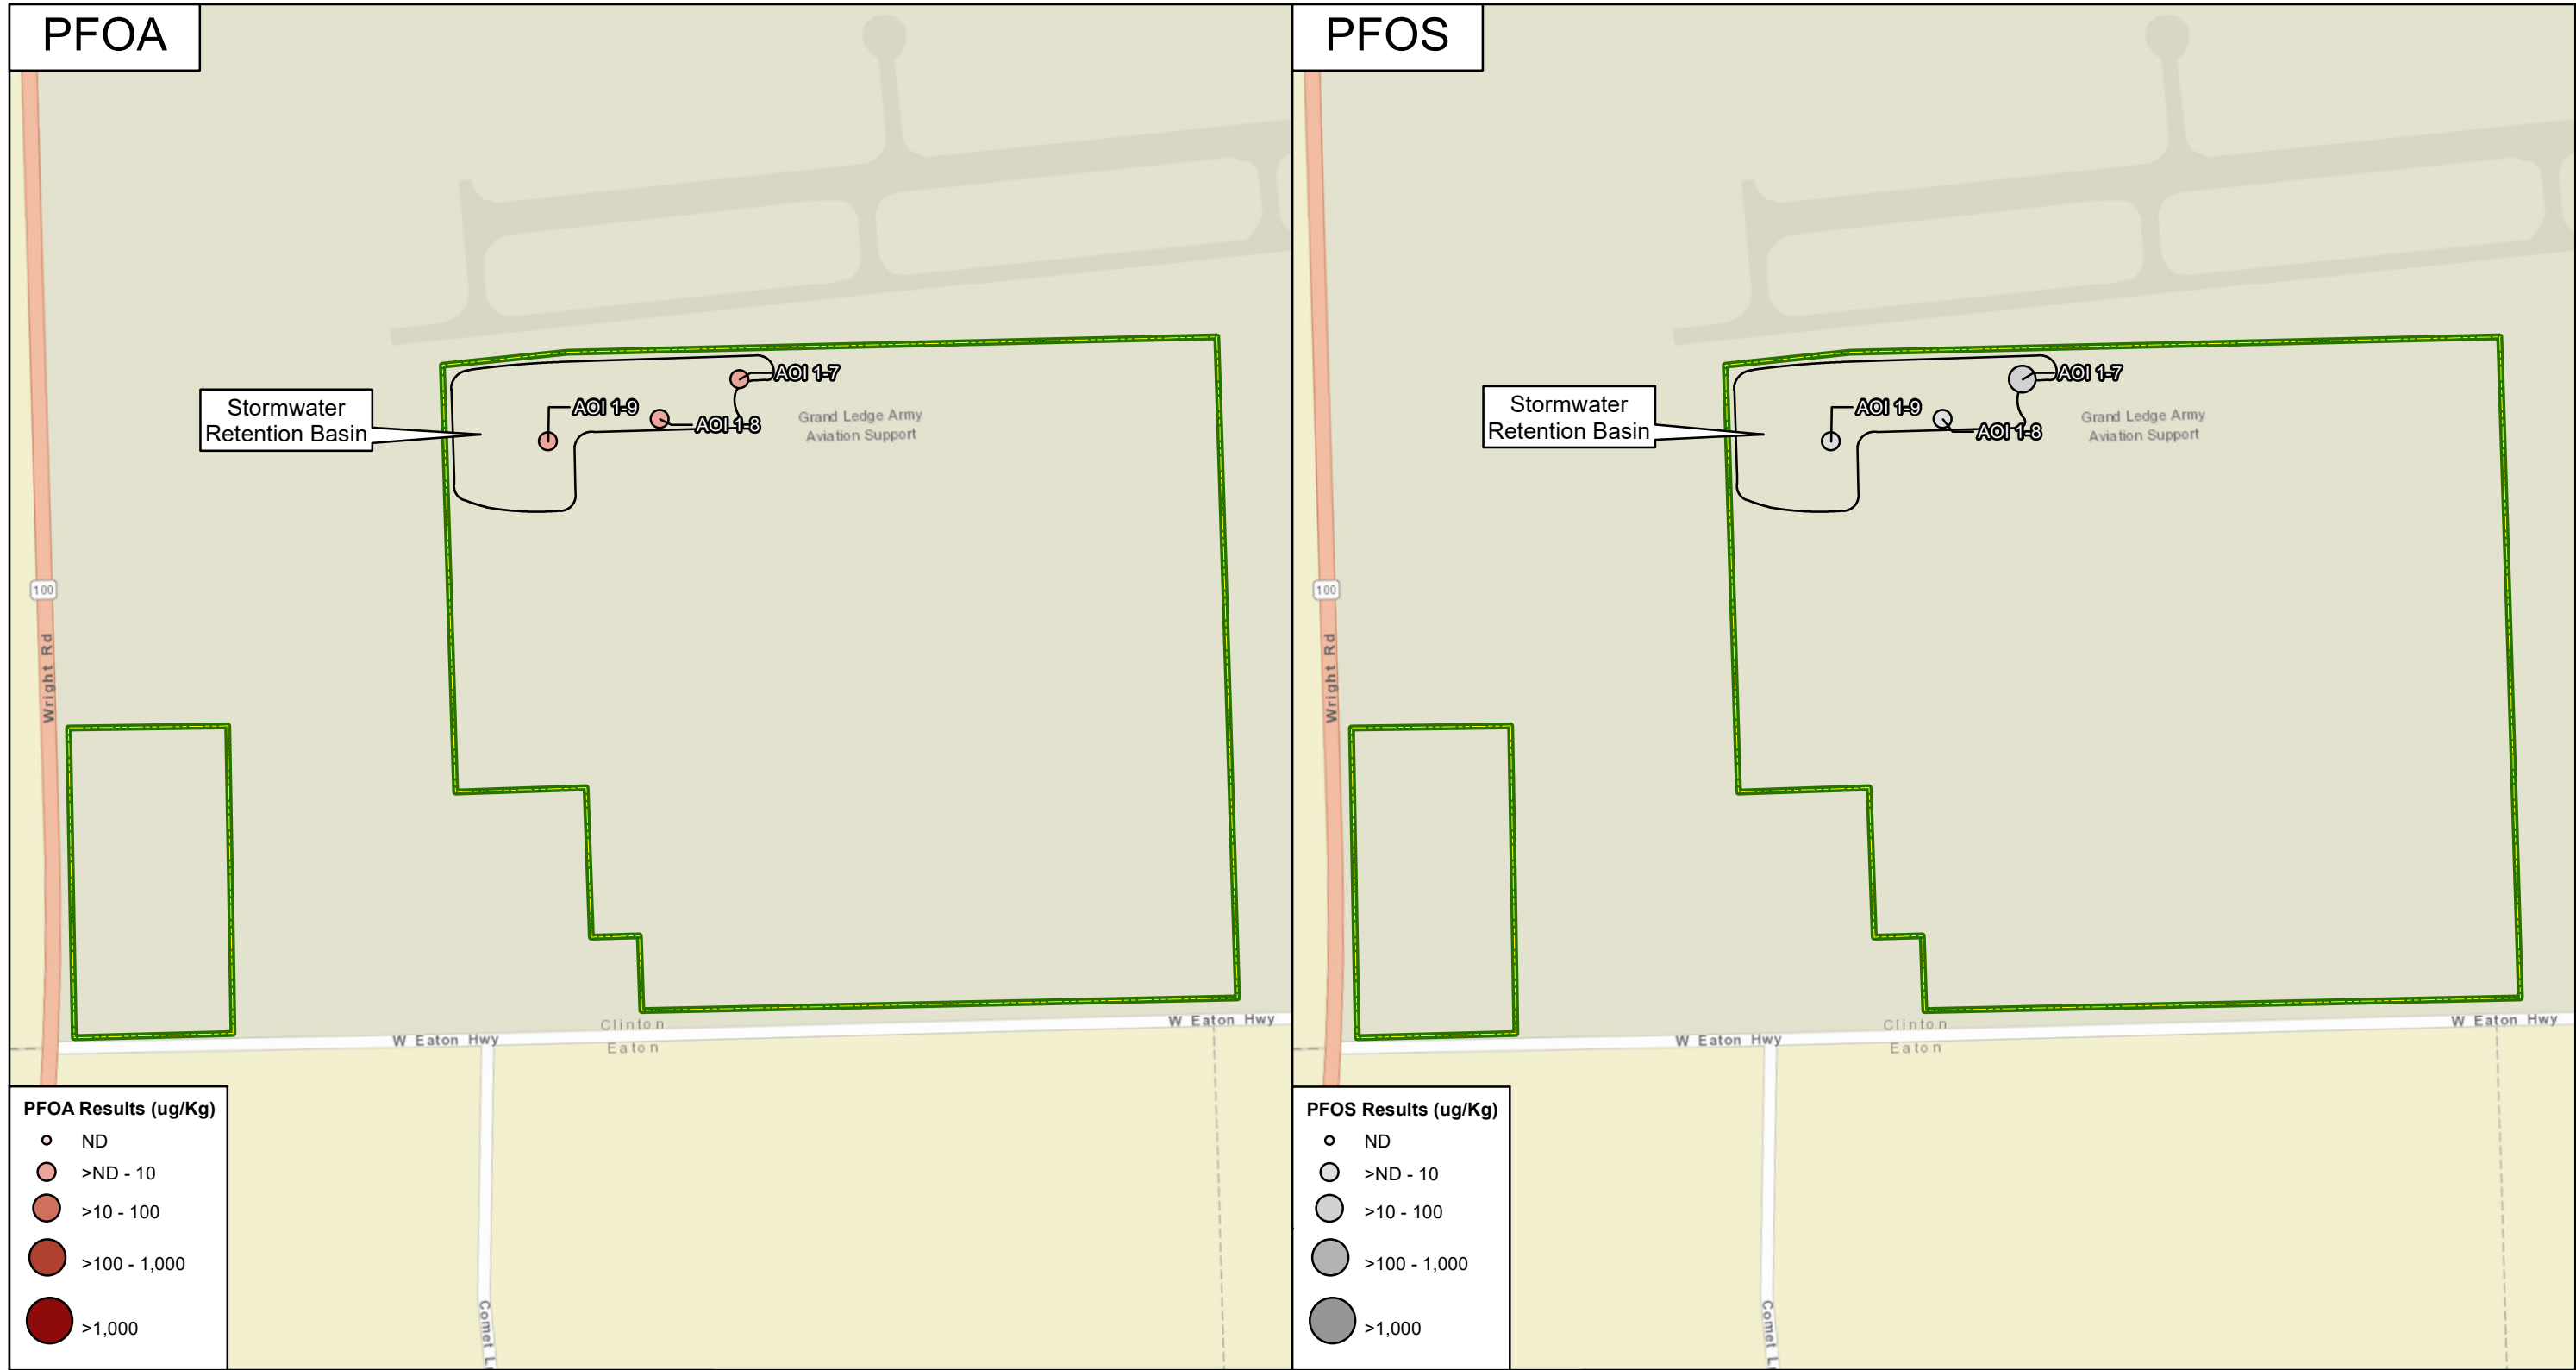 PFOA
AOI 1-7
AOI 1-9
AOI 1-8
Stormwater
Retention Basin
Grand Ledge Army
Aviation Support
100
Wright Rd
W Eaton Hwy
Clinton
Eaton
W Eaton Hwy
PFOA Results (ug/Kg)
ND
>ND - 10
>10 - 100
>100 - 1,000
>1,000
Comet L
PFOS
AOI 1-7
AOI 1-9
AOI 1-8
Stormwater
Retention Basin
Grand Ledge Army
Aviation Support
100
Wright Rd
W Eaton Hwy
Clinton
Eaton
W Eaton Hwy
PFOS Results (ug/Kg)
ND
>ND - 10
>10 - 100
>100 - 1,000
>1,000
Comet L